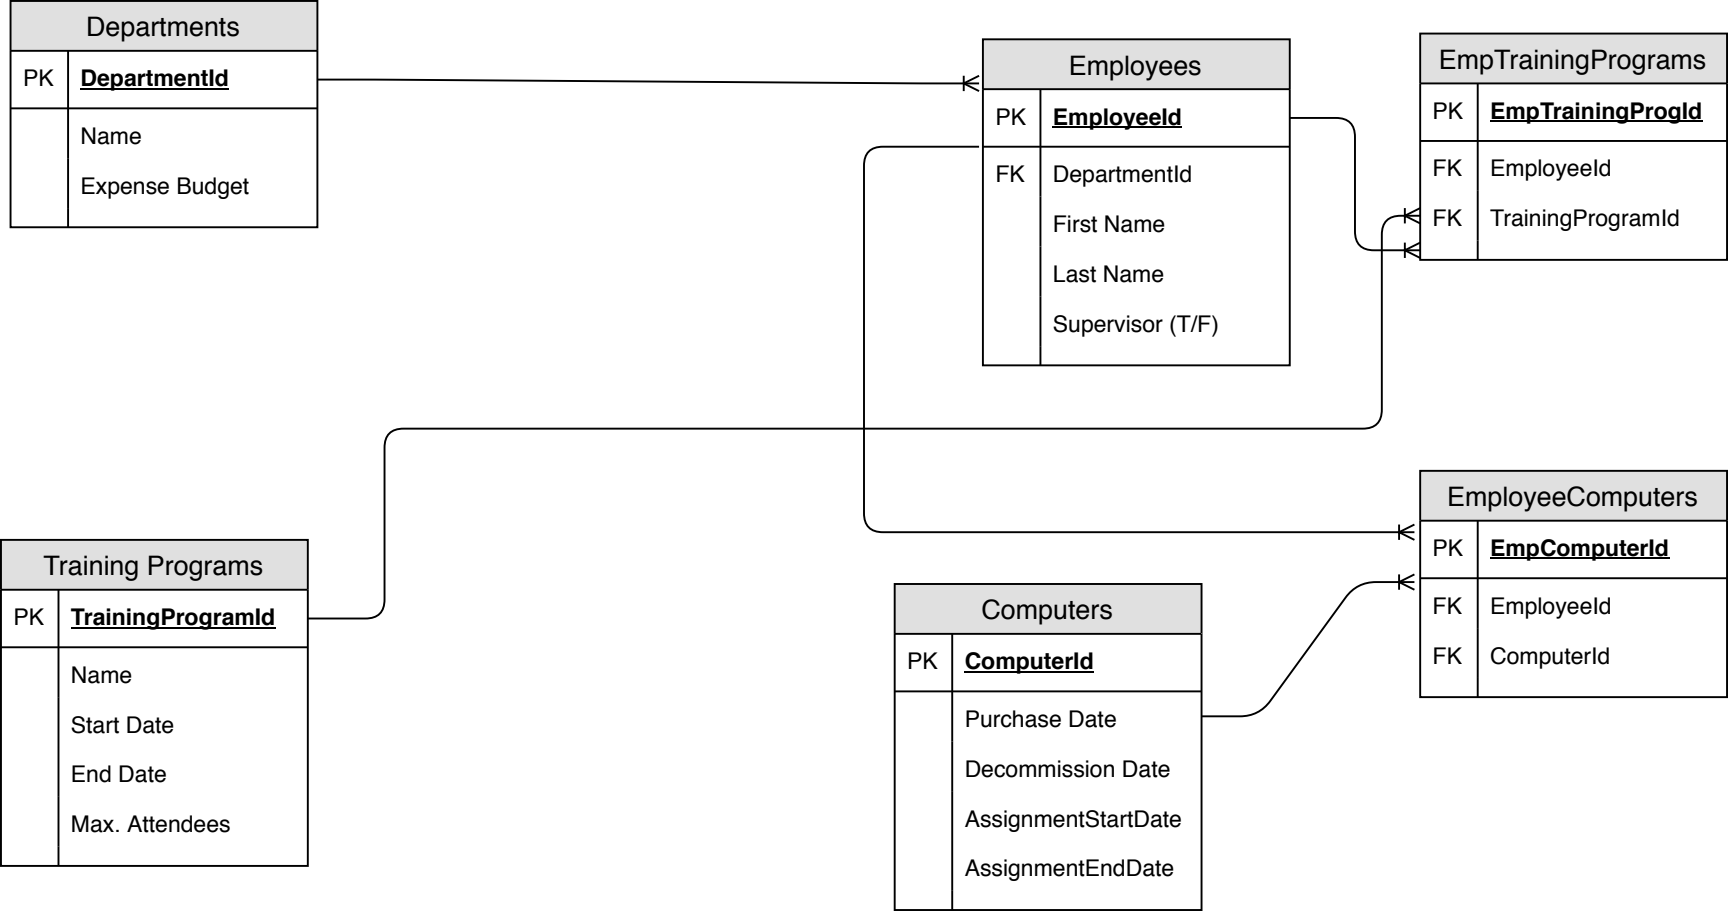 Departments
PK DepartmentId
Name
Expense Budget
Employees
PK EmployeeId
FK DepartmentId
First Name
Last Name
Supervisor (T/F)
EmpTrainingPrograms
PK EmpTrainingProgId
FK EmployeeId
FK TrainingProgramId
Training Programs
PK TrainingProgramId
Name
Start Date
End Date
Max. Attendees
Computers
PK ComputerId
Purchase Date
Decommission Date
AssignmentStartDate
AssignmentEndDate
EmployeeComputers
PK EmpComputerId
FK EmployeeId
FK ComputerId